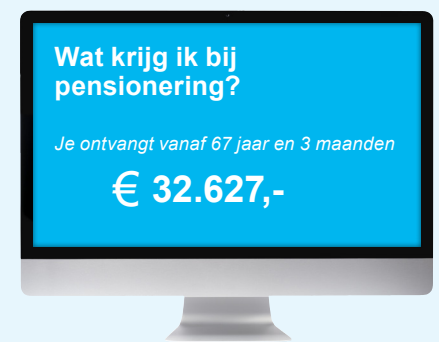 Wat krijg ik bij
pensionering?
Je ontvangt vanaf 67 jaar en 3 maanden
€ 32.627,-